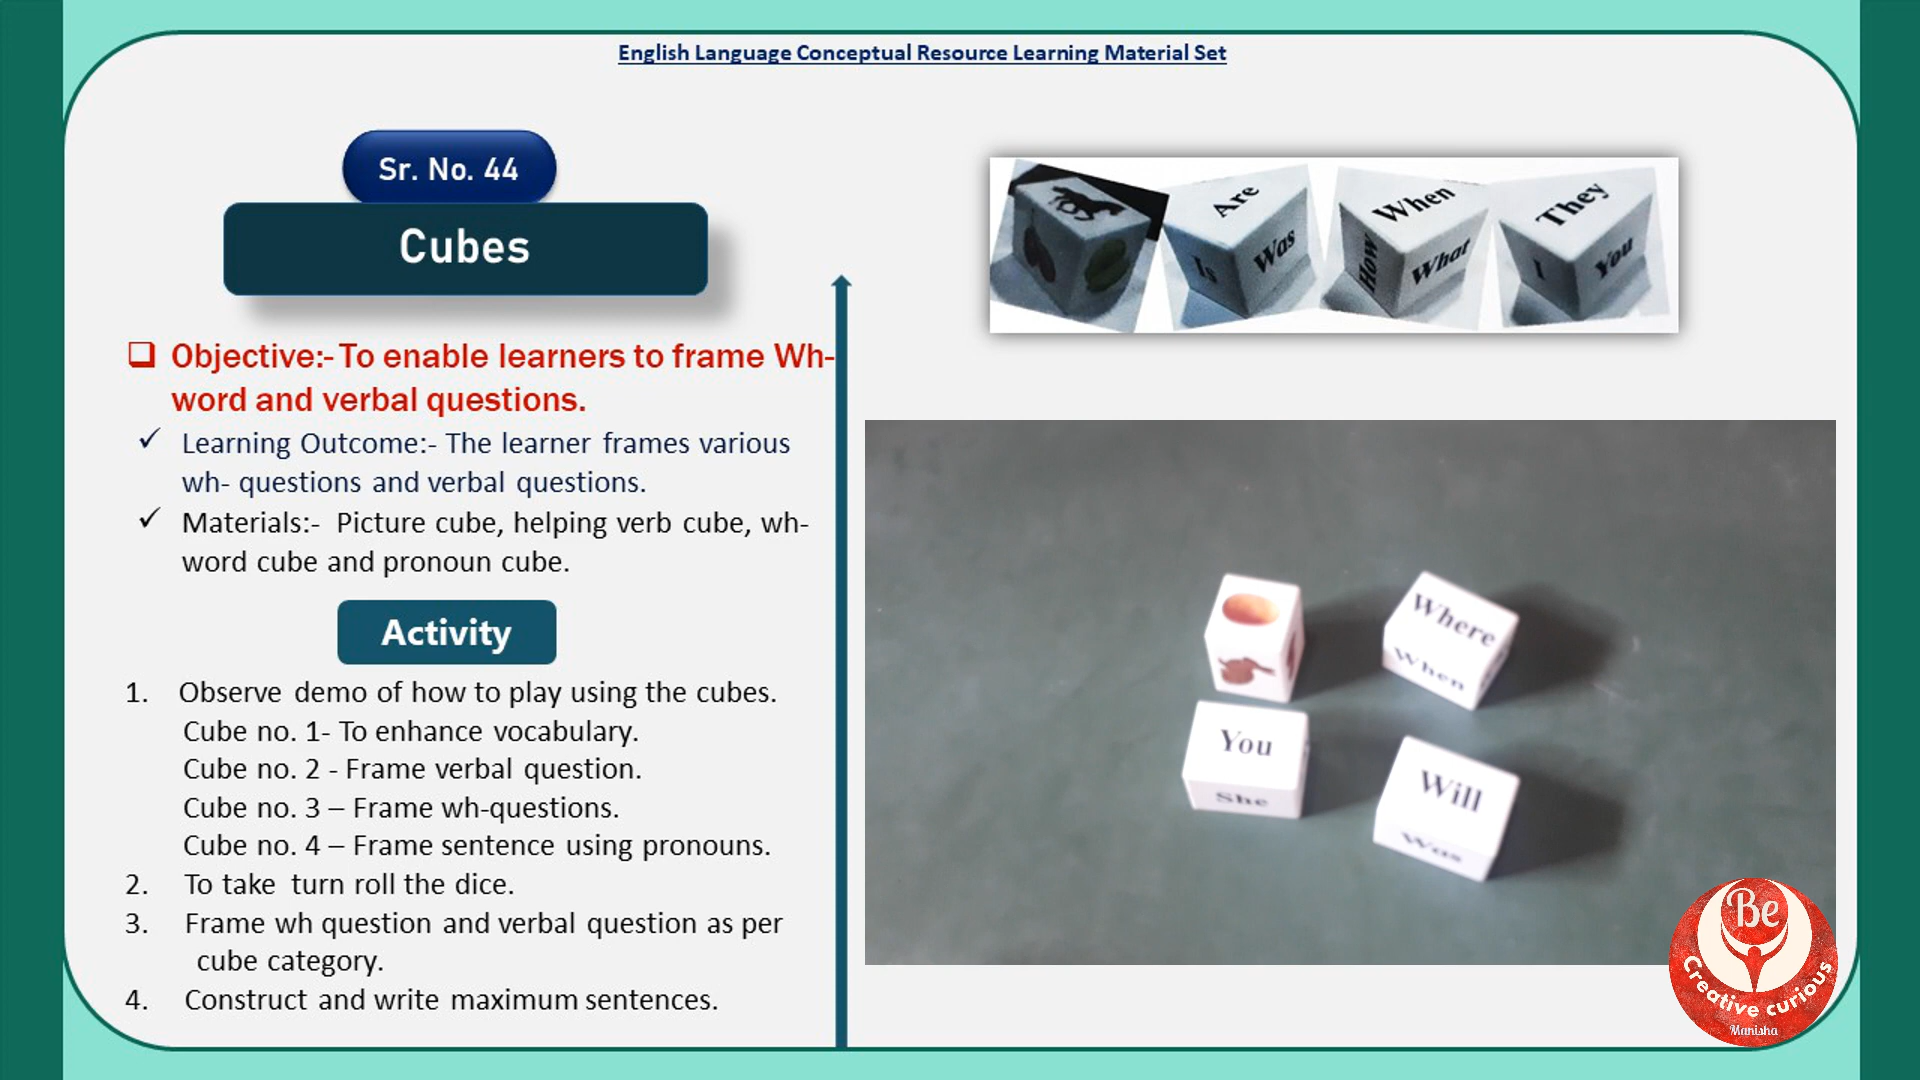 English Language Conceptual Resource Learning Material Set
Sr. No. 44
Cubes
Objective:- To enable learners to frame Wh-
word and verbal questions.
Learning Outcome:- The learner frames various
wh- questions and verbal questions.
Materials:- Picture cube, helping verb cube, wh-
word cube and pronoun cube.
Activity
1. Observe demo of how to play using the cubes.
Cube no. 1- To enhance vocabulary.
Cube no. 2 - Frame verbal question.
Cube no. 3 – Frame wh-questions.
Cube no. 4 – Frame sentence using pronouns.
2. To take turn roll the dice.
3. Frame wh question and verbal question as per
cube category.
4. Construct and write maximum sentences.
Are
Is
Was
When
How
What
They
I
You
Where
When
You
She
Will
Was
Be
Creative curious
Manisha